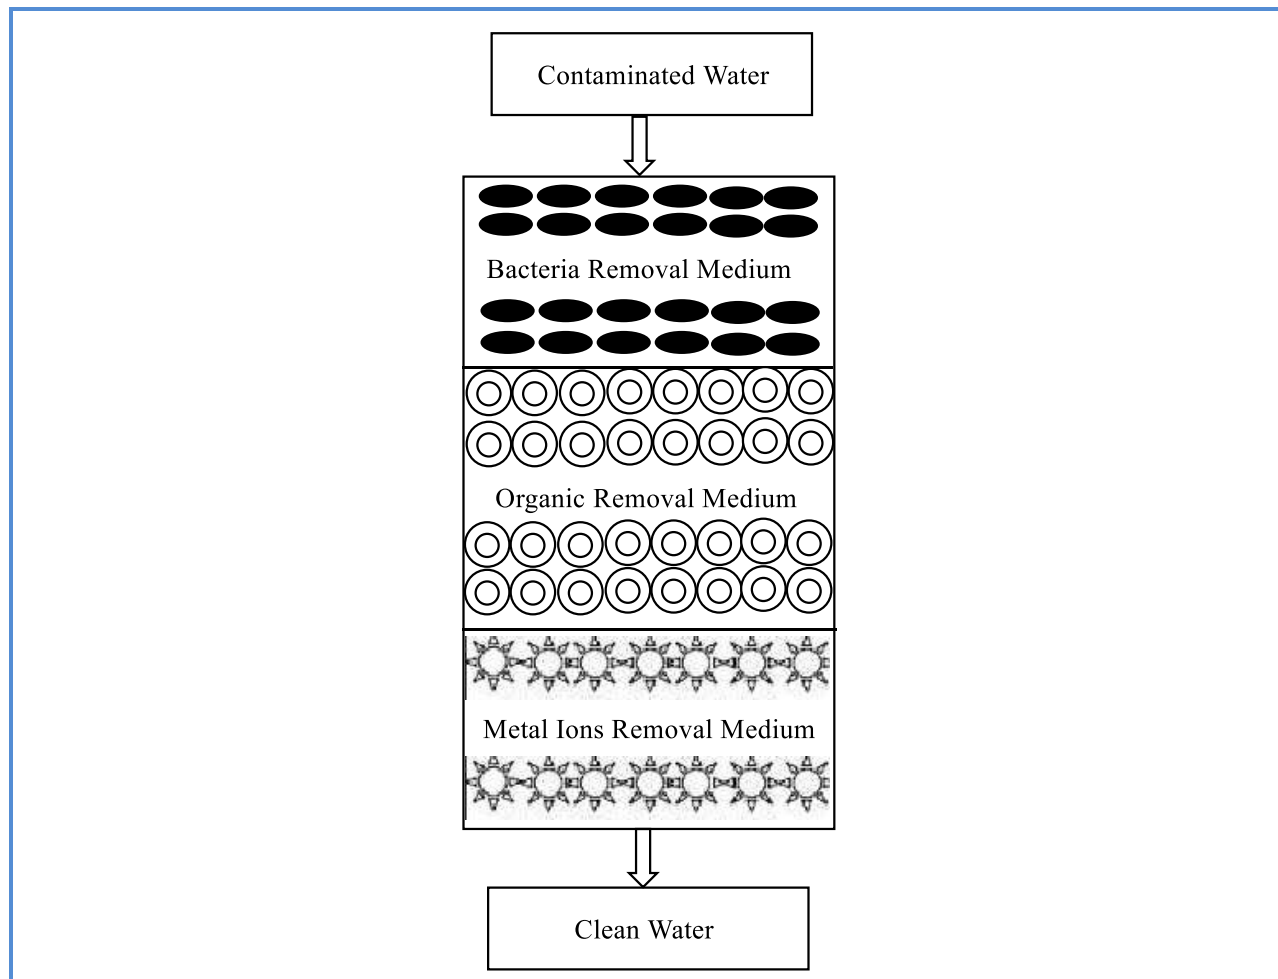 Contaminated Water
Bacteria Removal Medium
Organic Removal Medium
Metal Ions Removal Medium
Clean Water